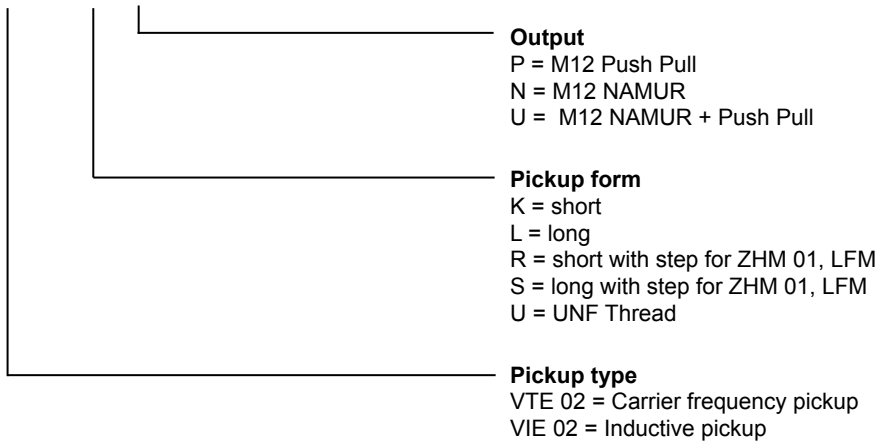 Output
P = M12 Push Pull
N = M12 NAMUR
U = M12 NAMUR + Push Pull
Pickup form
K = short
L = long
R = short with step for ZHM 01, LFM
S = long with step for ZHM 01, LFM
U = UNF Thread
Pickup type
VTE 02 = Carrier frequency pickup
VIE 02 = Inductive pickup